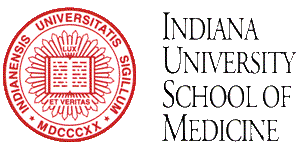 INDIANENSIS UNIVERSITATIS SIGILLUM
LUX
ET VERITAS
MDCCCXX
INDIANA
UNIVERSITY
SCHOOL OF
MEDICINE